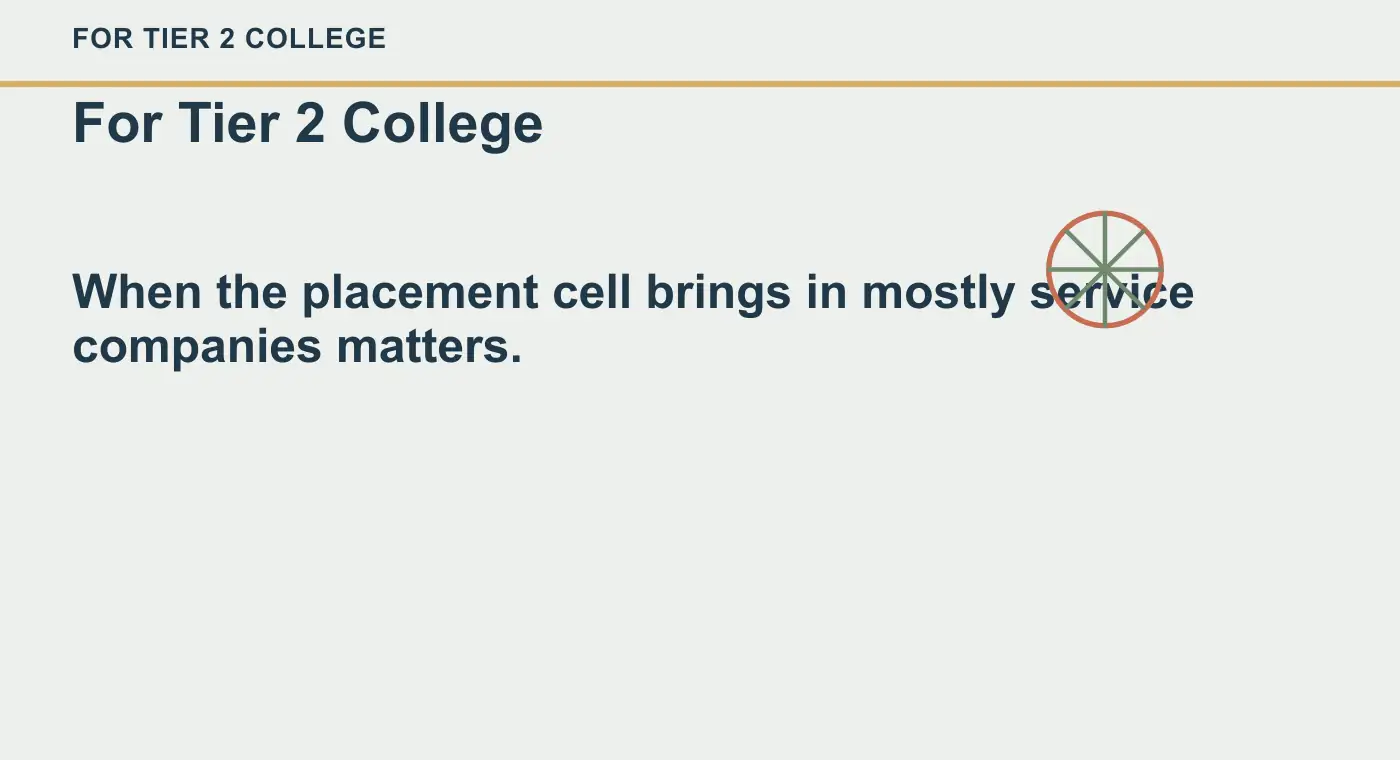 FOR TIER 2 COLLEGE
For Tier 2 College
When the placement cell brings in mostly service
companies matters.